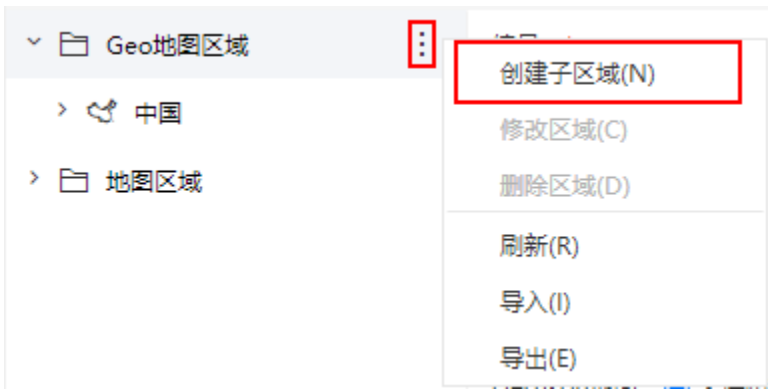 Geo地图区域
中国
地图区域
创建子区域(N)
修改区域(C)
删除区域(D)
刷新(R)
导入(I)
导出(E)